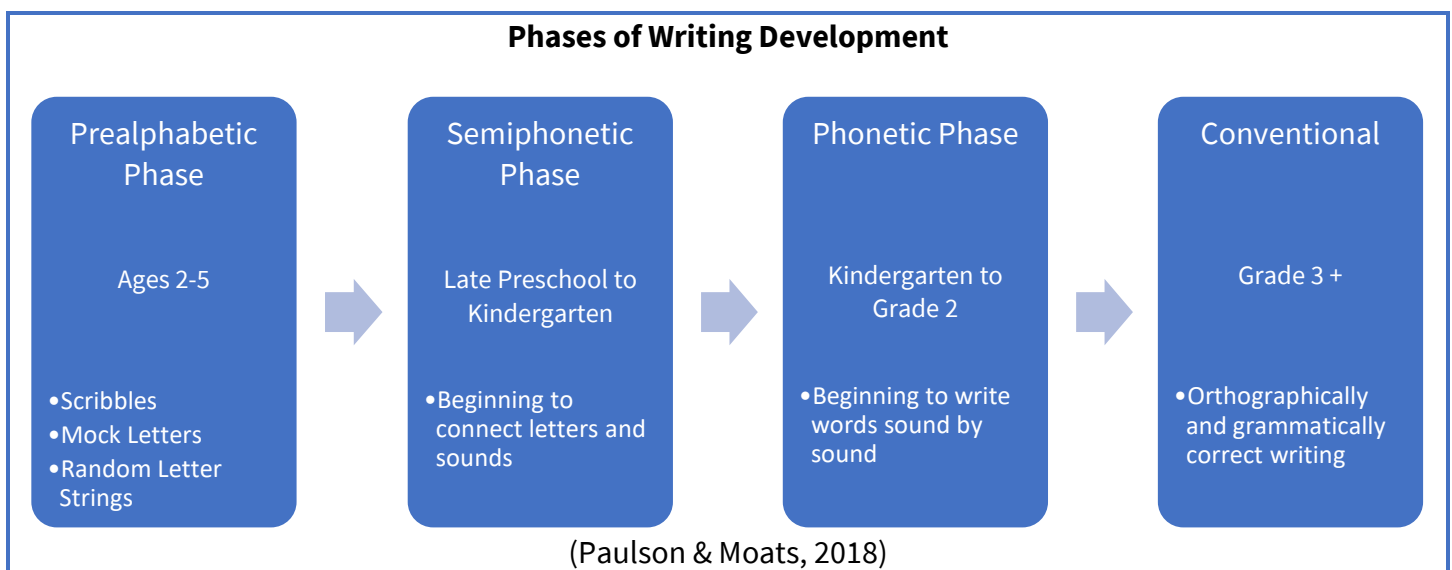 Phases of Writing Development
Prealphabetic
Phase
Ages 2-5
•Scribbles
•Mock Letters
•Random Letter
Strings
Semiphonetic
Phase
Late Preschool to
Kindergarten
•Beginning to
connect letters and
sounds
Phonetic Phase
Kindergarten to
Grade 2
•Beginning to write
words sound by
sound
Conventional
Grade 3 +
•Orthographically
and grammatically
correct writing
(Paulson & Moats, 2018)